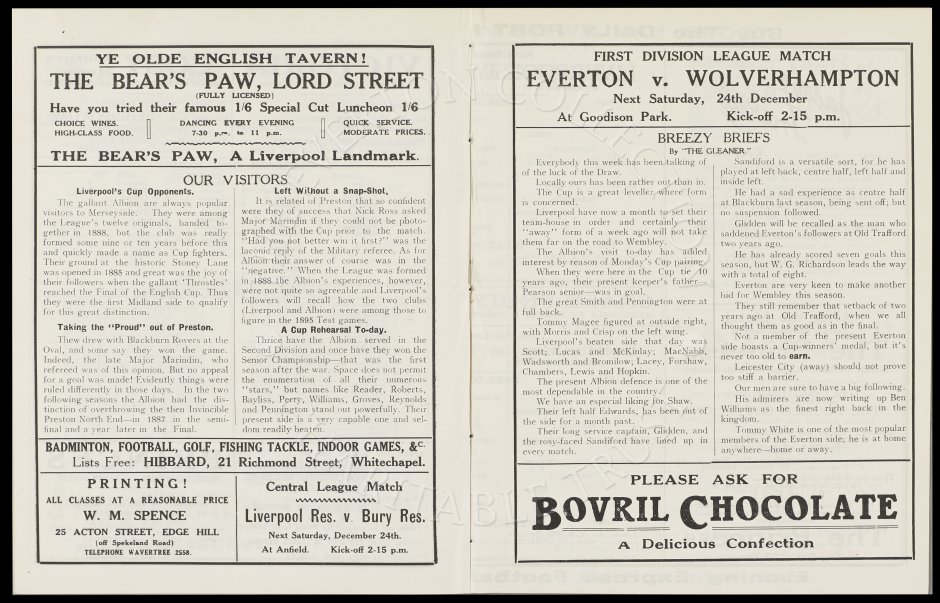 YE OLDE ENGLISH TAVERN!
THE BEAR'S PAW, LORD STREET
(FULLY LICENSED)
Have you tried their famous 1/6 Special Cut Luncheon 1/6
CHOICE WINES.
HIGH-CLASS FOOD.
DANCING EVERY EVENING
7-30 p.m. to 11 p.m.
QUICK SERVICE.
MODERATE PRICES.
THE BEAR'S PAW, A Liverpool Landmark.
OUR VISITORS
Liverpool's Cup Opponents.
The gallant Albion are always popular
visitors to Merseyside. They were among
the League's twelve originals, banded to-
gether in 1888, but the club was really
formed some nine or ten years before this
and quickly made a name as Cup fighters.
Their ground at the historic Stoney Lane
was opened in 1885 and great was the joy of
their followers when the gallant 'Throstles'
reached the Final of the English Cup. Thus
they were the first Midland side to qualify
for this great distinction.
Taking the "Proud" out of Preston.
Thew drew with Blackburn Rovers at the
Oval, and some say they won the game.
Indeed, the late Major Marindin, who
refereed was of this opinion. But no appeal
for a goal was made! Evidently things were
ruled differently in those days. In the two
following seasons the Albion had the dis-
tinction of overthrowing the then Invincible
Preston North End—in 1887 in the semi-
final and a year later in the Final.
Left Without a Snap-Shot,
It is related of Preston that so confident
were they of success that Nick Ross asked
Major Marindin if they could not be photo-
graphed with the Cup prior to the match.
"Had you not better win it first?" was the
laconic reply of the Military referee. As for
Albion their answer of course was in the
"negative." When the League was formed
in 1888 the Albion's experiences, however,
were not quite so agreeable and Liverpool's
followers will recall how the two clubs
(Liverpool and Albion) were among those to
figure in the 1895 Test games.
A Cup Rehearsal To-day.
Thrice have the Albion served in the
Second Division and once have they won the
Senior Championship—that was the first
season after the war. Space does not permit
the enumeration of all their numerous
"stars," but names like Reader, Roberts,
Bayliss, Perry, Williams, Groves, Reynolds
and Pennington stand out powerfully. Their
present side is a very capable one and sel-
dom readily beaten.
BADMINTON, FOOTBALL, GOLF, FISHING TACKLE, INDOOR GAMES, &C.
Lists Free: HIBBARD, 21 Richmond Street, Whitechapel.
PRINTING!
ALL CLASSES AT A REASONABLE PRICE
W. M. SPENCE
25 ACTON STREET, EDGE HILL
(off Spekeland Road)
TELEPHONE WAVERTREE 2558.
Central League Match
Liverpool Res. v. Bury Res.
Next Saturday, December 24th.
At Anfield. Kick-off 2-15 p.m.
FIRST DIVISION LEAGUE MATCH
EVERTON v. WOLVERHAMPTON
Next Saturday, 24th December
At Goodison Park. Kick-off 2-15 p.m.
BREEZY BRIEFS
By "THE GLEANER."
Everybody this week has been talking of
of the luck of the Draw.
Locally ours has been rather out than in.
The Cup is a great leveller where form
is concerned.
Liverpool have now a month to set their
team-house in order and certainly their
"away" form of a week ago will not take
them far on the road to Wembley.
The Albion's visit to-day has added
interest by reason of Monday's Cup pairing.
When they were here in the Cup tie 40
years ago, their present keeper's father—
Pearson senior—was in goal.
The great Smith and Pennington were at
full back.
Tommy Magee figured at outside right,
with Morris and Crisp on the left wing.
Liverpool's beaten side that day was
Scott; Lucas and McKinlay; MacNabb,
Wadsworth and Bromilow; Lacey, Forshaw,
Chambers, Lewis and Hopkin.
The present Albion defence is one of the
most dependable in the country.
We have an especial liking for Shaw.
Their left half Edwards, has been out of
the side for a month past.
Their long service captain, Glidden, and
the rosy-faced Sandiford have lined up in
every match.
Sandiford is a versatile sort, for he has
played at left back, centre half, left half and
inside left.
He had a sad experience as centre half
at Blackburn last season, being sent off; but
no suspension followed.
Glidden will be recalled as the man who
saddened Everton's followers at Old Trafford
two years ago.
He has already scored seven goals this
season, but W. G. Richardson leads the way
with a total of eight.
Everton are very keen to make another
bid for Wembley this season.
They still remember that setback of two
years ago at Old Trafford, when we all
thought them as good as in the final.
Not a member of the present Everton
side boasts a Cup-winners' medal, but it's
never too old to earn.
Leicester City (away) should not prove
too stiff a barrier.
Our men are sure to have a big following.
His admirers are now writing up Ben
Williams as the finest right back in the
kingdom.
Tommy White is one of the most popular
members of the Everton side; he is at home
anywhere—home or away.
PLEASE ASK FOR
BOVRIL CHOCOLATE
A Delicious Confection